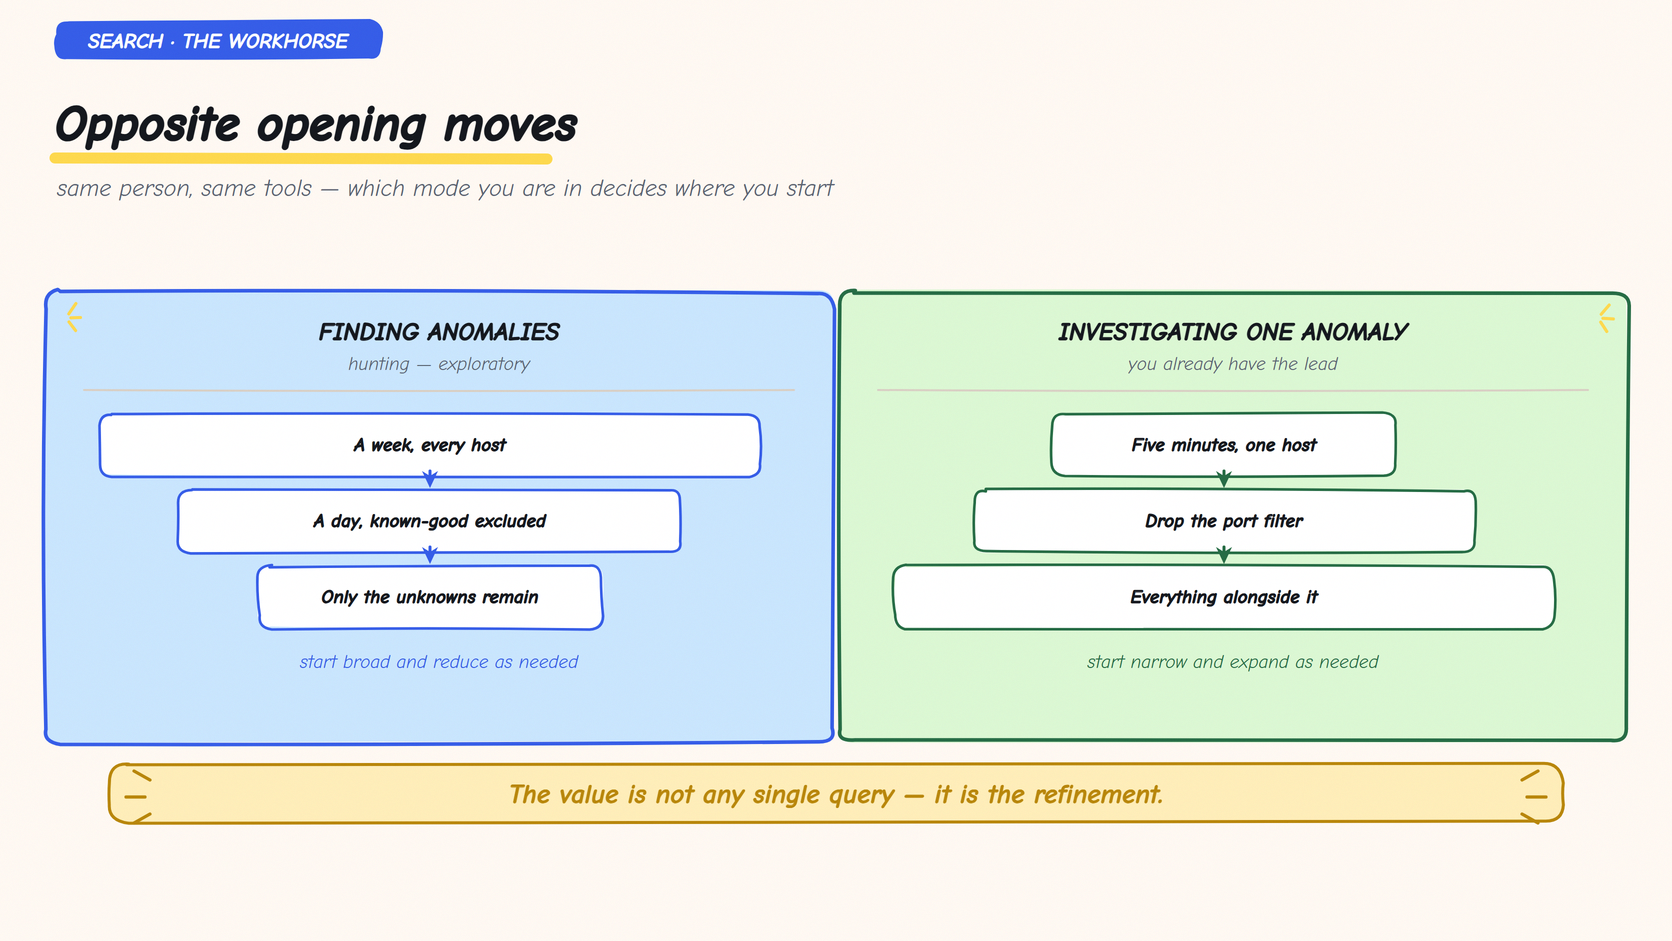 SEARCH · THE WORKHORSE
Opposite opening moves
same person, same tools — which mode you are in decides where you start
FINDING ANOMALIES
hunting — exploratory
A week, every host
A day, known-good excluded
Only the unknowns remain
start broad and reduce as needed
INVESTIGATING ONE ANOMALY
you already have the lead
Five minutes, one host
Drop the port filter
Everything alongside it
start narrow and expand as needed
The value is not any single query — it is the refinement.